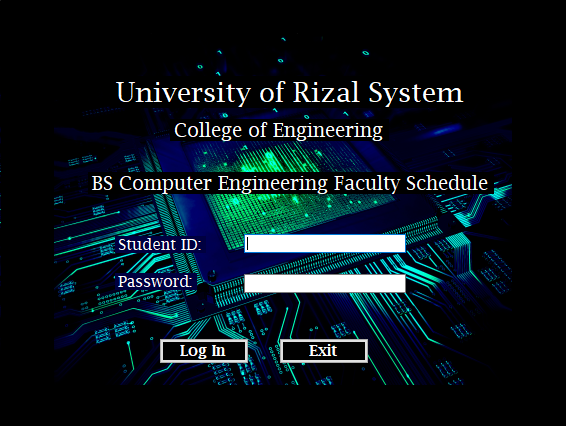 University of Rizal System
College of Engineering
BS Computer Engineering Faculty Schedule
Student ID:
Password:
Log In
Exit